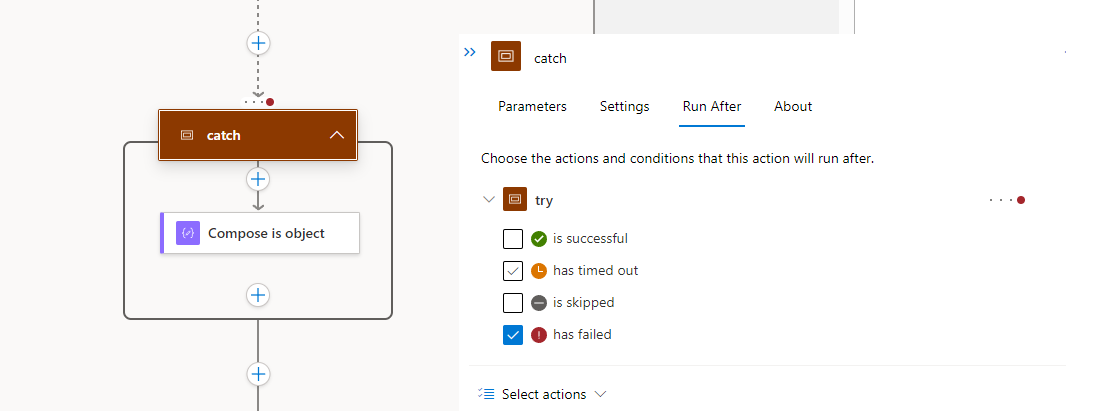 catch
Compose is object
catch
Parameters Settings Run After About
Choose the actions and conditions that this action will run after.
try
is successful
has timed out
is skipped
has failed
Select actions